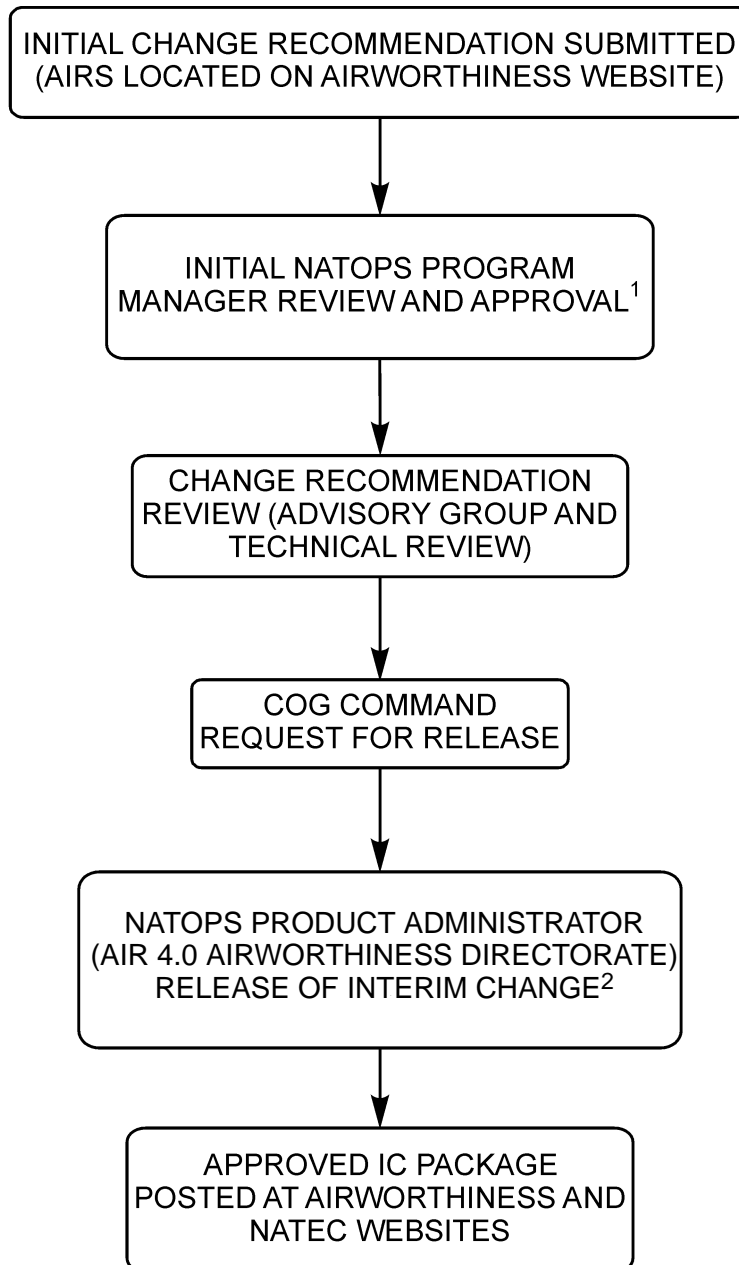 INITIAL CHANGE RECOMMENDATION SUBMITTED
(AIRS LOCATED ON AIRWORTHINESS WEBSITE)
INITIAL NATOPS PROGRAM
MANAGER REVIEW AND APPROVAL¹
CHANGE RECOMMENDATION
REVIEW (ADVISORY GROUP AND
TECHNICAL REVIEW)
COG COMMAND
REQUEST FOR RELEASE
NATOPS PRODUCT ADMINISTRATOR
(AIR 4.0 AIRWORTHINESS DIRECTORATE)
RELEASE OF INTERIM CHANGE²
APPROVED IC PACKAGE
POSTED AT AIRWORTHINESS AND
NATEC WEBSITES